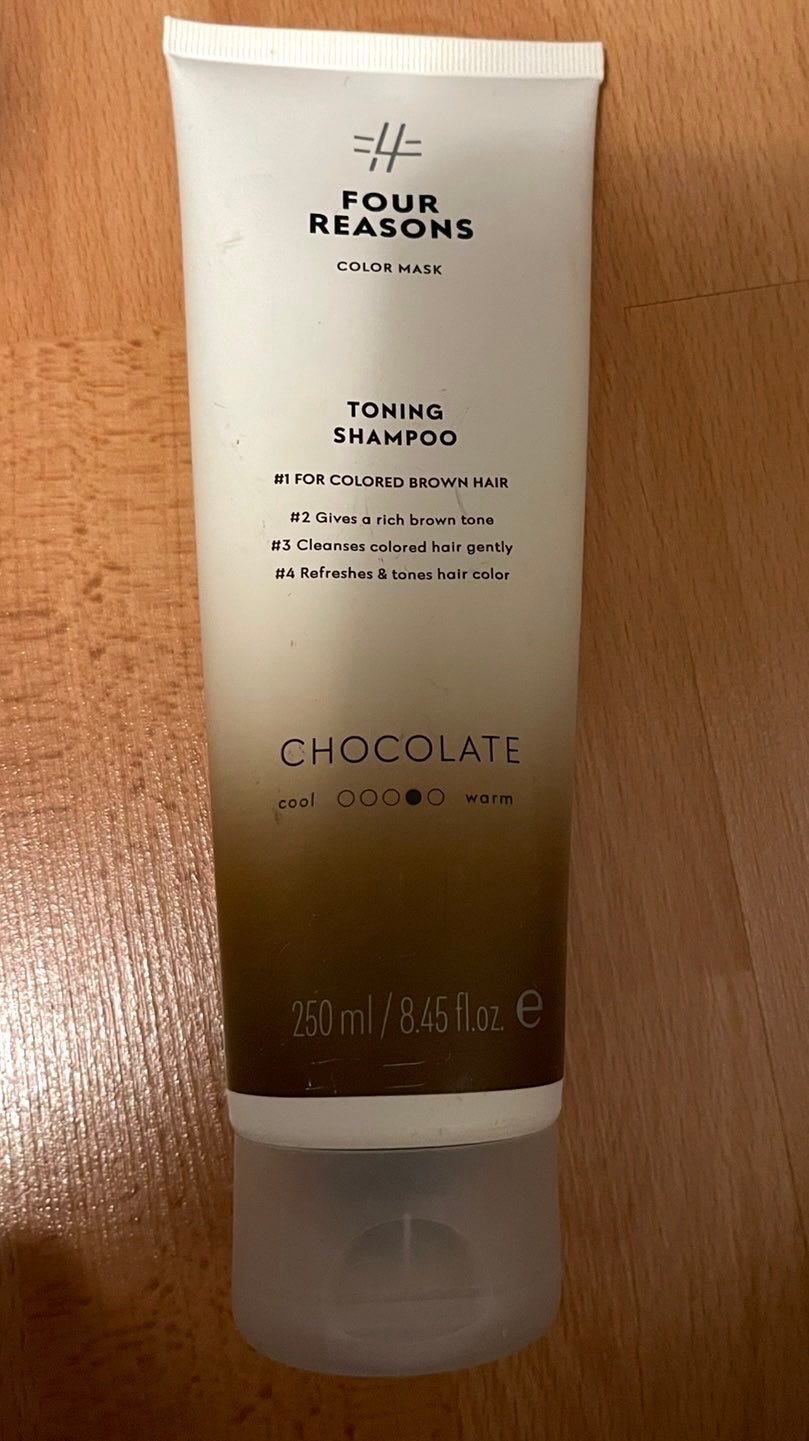 FOUR
REASONS
COLOR MASK
TONING
SHAMPOO
#1 FOR COLORED BROWN HAIR
#2 Gives a rich brown tone
#3 Cleanses colored hair gently
#4 Refreshes & tones hair color
CHOCOLATE
cool ○○○●○ warm
250 ml / 8.45 fl.oz. e